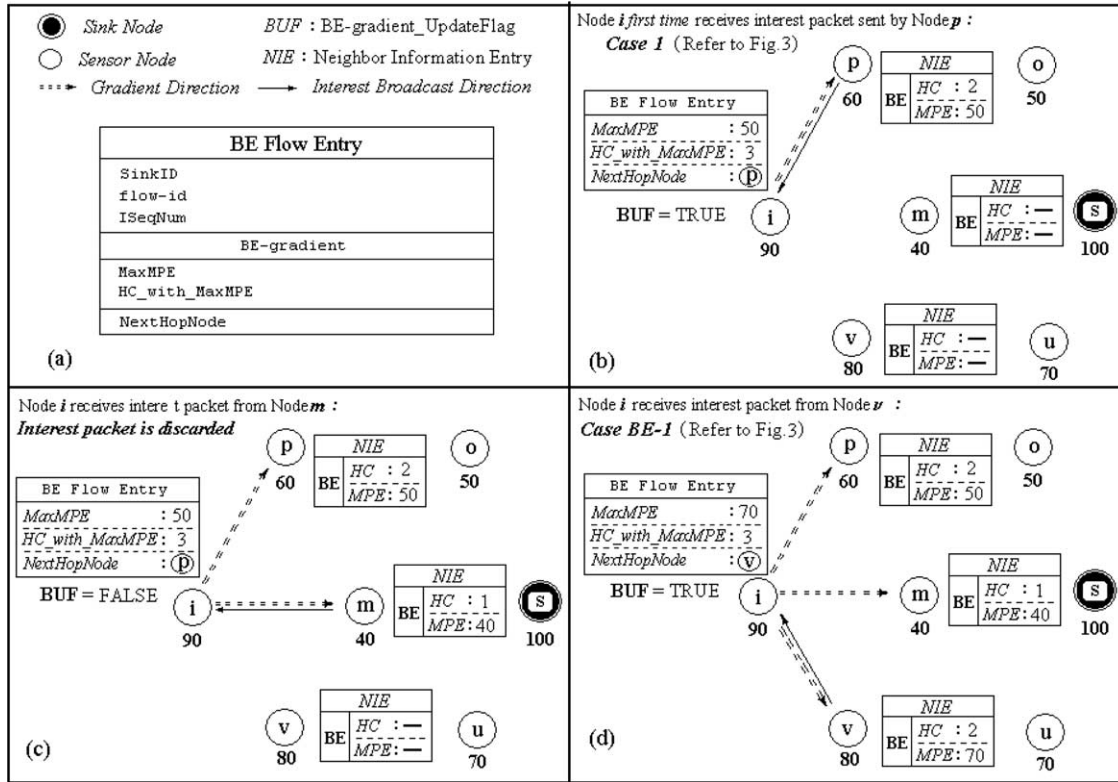 Sink Node BUF : BE-gradient_UpdateFlag
Sensor Node NIE : Neighbor Information Entry
Gradient Direction Interest Broadcast Direction
BE Flow Entry
SinkID
flow-id
ISeqNum
BE-gradient
MaxMPE
HC_with_MaxMPE
NextHopNode
(a)
Node i first time receives interest packet sent by Node p :
Case 1 (Refer to Fig.3)
p
60
NIE
BE
HC : 2
MPE: 50
o
50
BE Flow Entry
MaxMPE : 50
HC_with_MaxMPE: 3
NextHopNode : p
BUF = TRUE
i
90
m
40
NIE
BE
HC : —
MPE: —
s
100
v
80
NIE
BE
HC : —
MPE: —
u
70
(b)
Node i receives intere t packet from Node m :
Interest packet is discarded
p
60
NIE
BE
HC : 2
MPE: 50
o
50
BE Flow Entry
MaxMPE : 50
HC_with_MaxMPE: 3
NextHopNode : p
BUF = FALSE
i
90
m
40
NIE
BE
HC : 1
MPE: 40
s
100
v
80
NIE
BE
HC : —
MPE: —
u
70
(c)
Node i receives interest packet from Node v :
Case BE-1 (Refer to Fig.3)
p
60
NIE
BE
HC : 2
MPE: 50
o
50
BE Flow Entry
MaxMPE : 70
HC_with_MaxMPE: 3
NextHopNode : v
BUF = TRUE
i
90
m
40
NIE
BE
HC : 1
MPE: 40
s
100
v
80
NIE
BE
HC : 2
MPE: 70
u
70
(d)